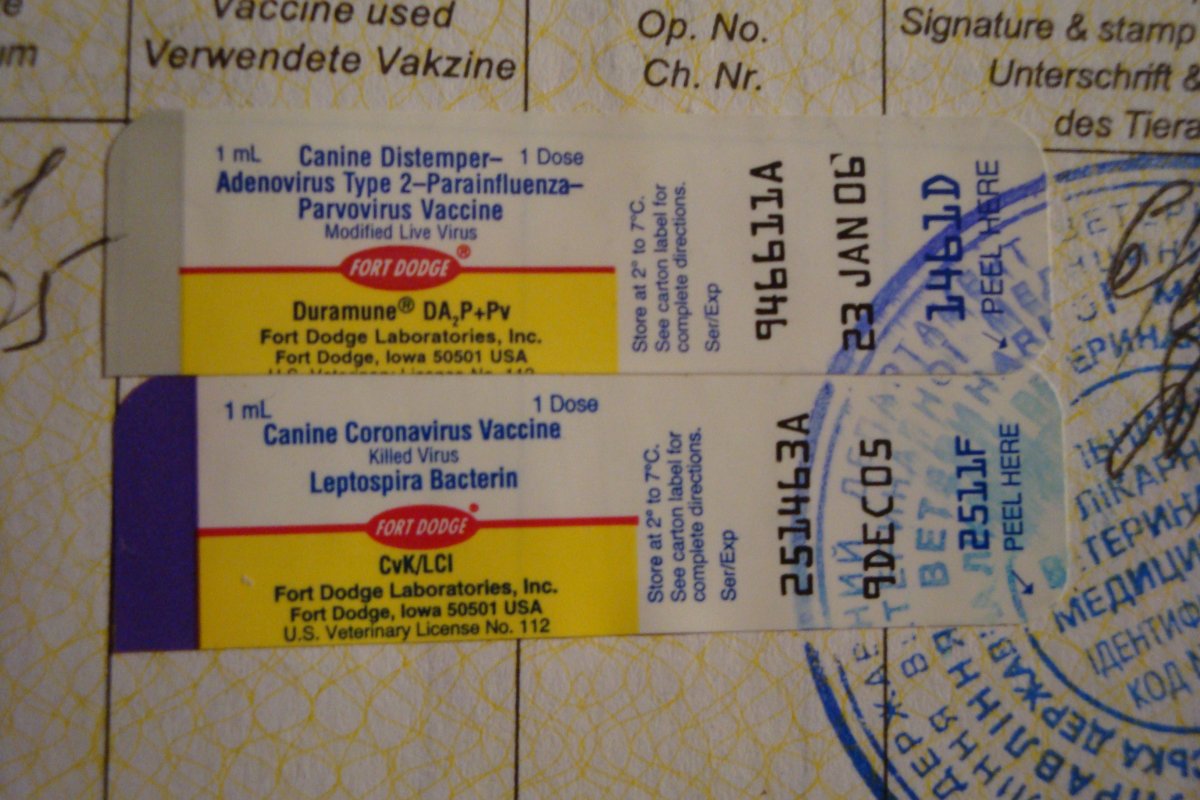 Vaccine used
Verwendete Vakzine
Op. No.
Ch. Nr.
Signature & stamp
Unterschrift &
des Tiera
1 mL Canine Distemper– 1 Dose
Adenovirus Type 2–Parainfluenza–
Parvovirus Vaccine
Modified Live Virus
FORT DODGE®
Duramune® DA2P+Pv
Fort Dodge Laboratories, Inc.
Fort Dodge, Iowa 50501 USA
U.S. Veterinary License No. 112
Store at 2° to 7°C.
See carton label for
complete directions.
Ser/Exp
946611A
23 JAN 06
1461D
PEEL HERE
1 mL 1 Dose
Canine Coronavirus Vaccine
Killed Virus
Leptospira Bacterin
FORT DODGE
CvK/LCI
Fort Dodge Laboratories, Inc.
Fort Dodge, Iowa 50501 USA
U.S. Veterinary License No. 112
Store at 2° to 7°C.
See carton label for
complete directions.
Ser/Exp
251463A
9DEC05
2511F
PEEL HERE
МЕДИЦИ
ІДЕНТИФ
КОД